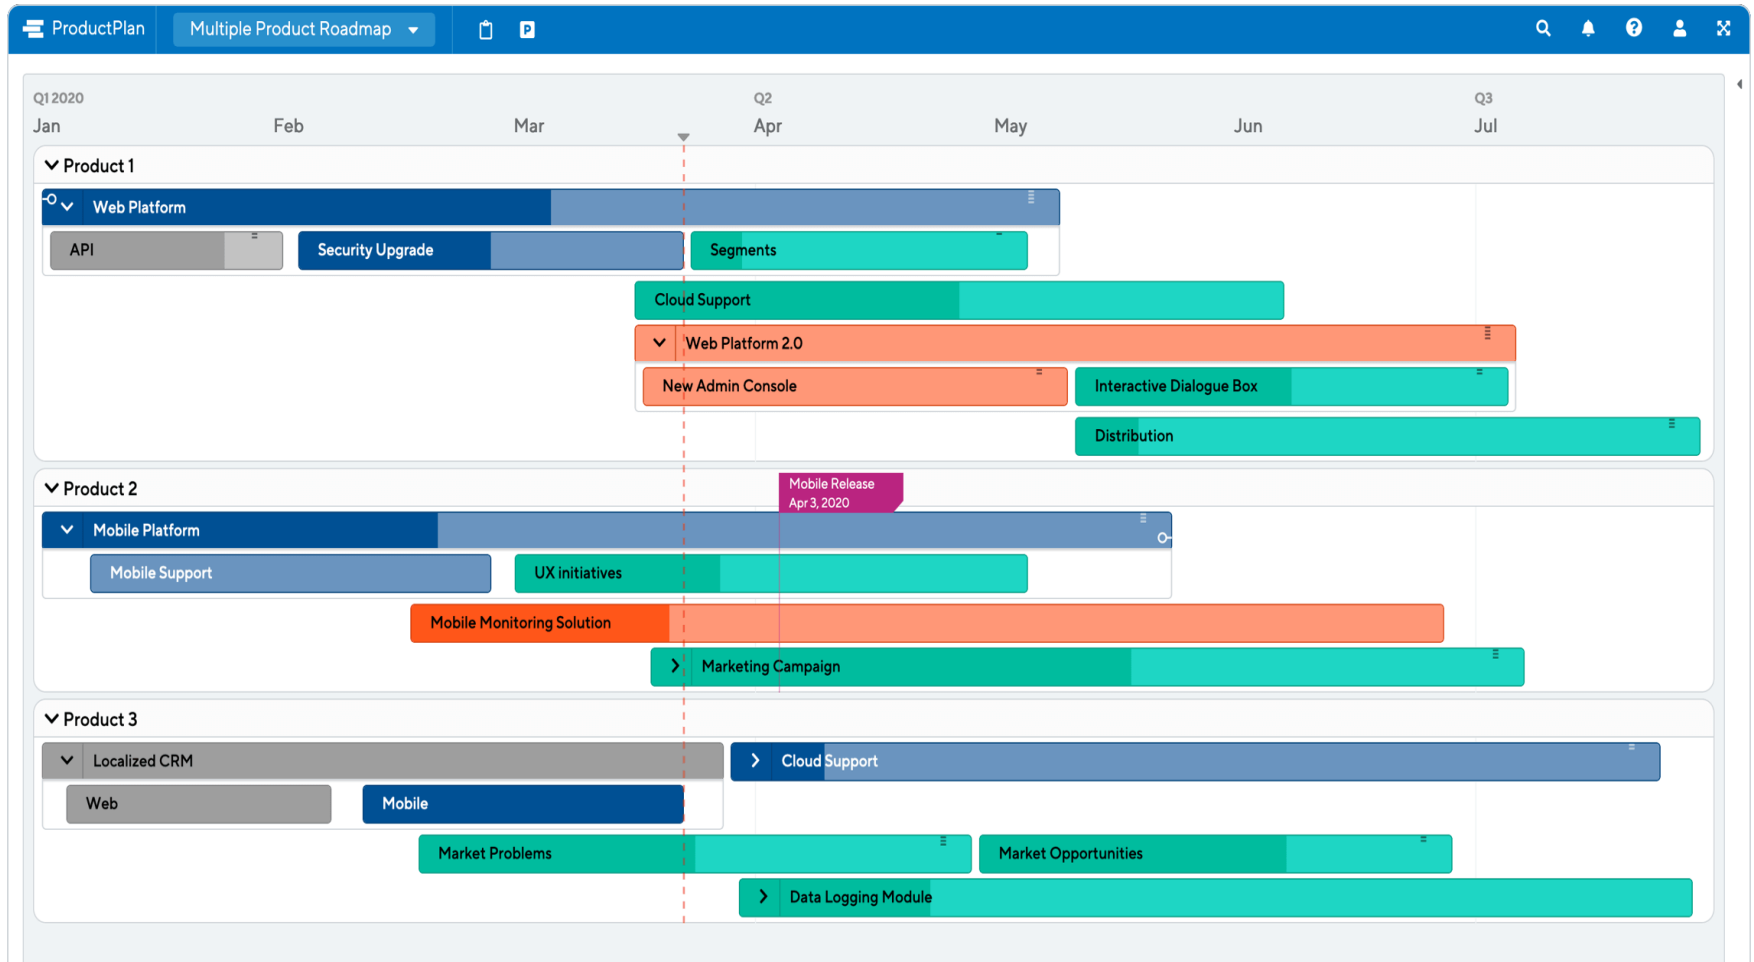 ProductPlan
Multiple Product Roadmap
P
?
Q1 2020 Q2 Q3
Jan Feb Mar Apr May Jun Jul
Product 1
Web Platform
API Security Upgrade Segments
Cloud Support
Web Platform 2.0
New Admin Console Interactive Dialogue Box
Distribution
Product 2
Mobile Release
Apr 3, 2020
Mobile Platform
Mobile Support UX initiatives
Mobile Monitoring Solution
Marketing Campaign
Product 3
Localized CRM Cloud Support
Web Mobile
Market Problems Market Opportunities
Data Logging Module